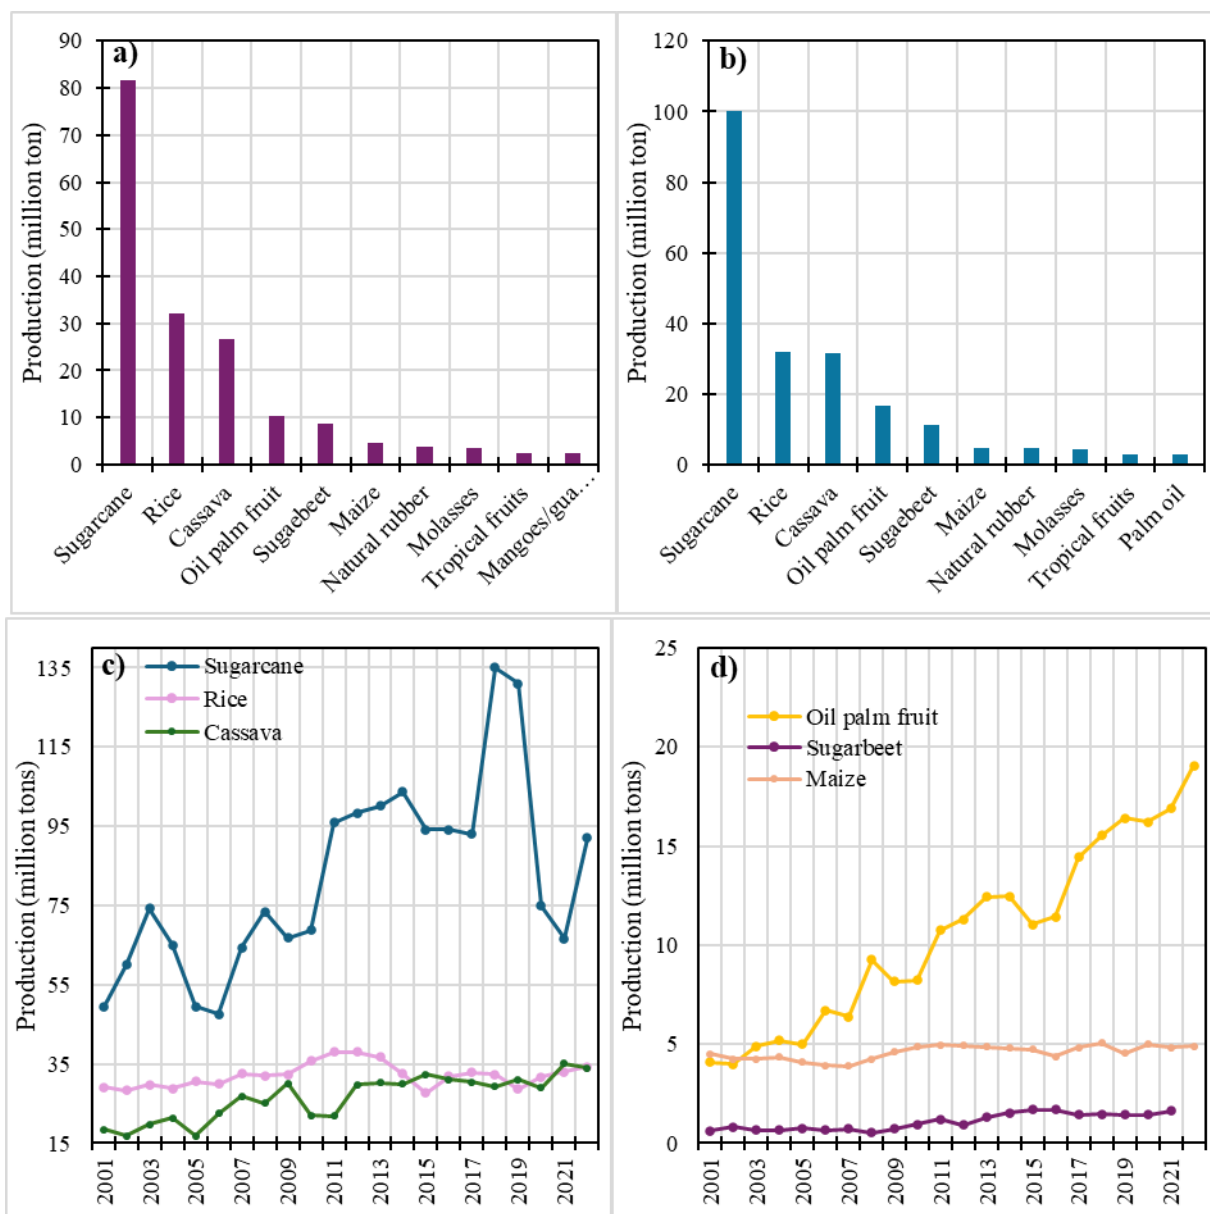 a)
Production (million ton)
90
80
70
60
50
40
30
20
10
0
Sugarcane
Rice
Cassava
Oil palm fruit
Sugaebeet
Maize
Natural rubber
Molasses
Tropical fruits
Mangoes/gua…
b)
Production (million ton)
120
100
80
60
40
20
0
Sugarcane
Rice
Cassava
Oil palm fruit
Sugaebeet
Maize
Natural rubber
Molasses
Tropical fruits
Palm oil
c)
Sugarcane
Rice
Cassava
Production (million tons)
135
115
95
75
55
35
15
2001
2003
2005
2007
2009
2011
2013
2015
2017
2019
2021
d)
Oil palm fruit
Sugarbeet
Maize
Production (million tons)
25
20
15
10
5
0
2001
2003
2005
2007
2009
2011
2013
2015
2017
2019
2021